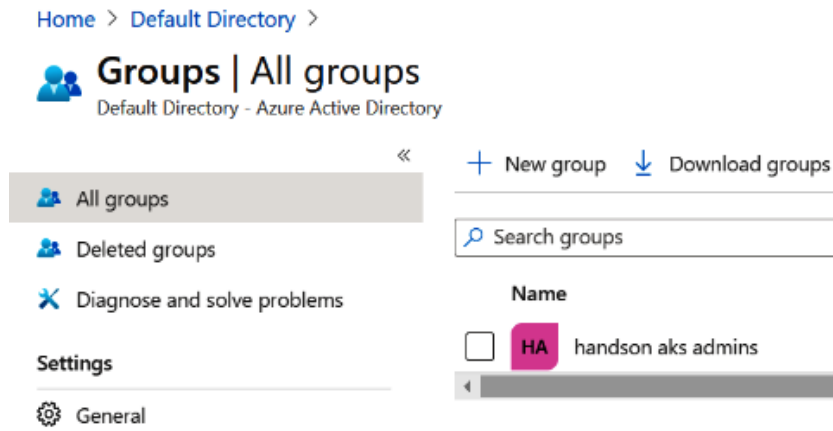 Home > Default Directory >
Groups | All groups
Default Directory - Azure Active Directory
«
All groups
Deleted groups
Diagnose and solve problems
Settings
General
+ New group Download groups
Search groups
Name
HA handson aks admins